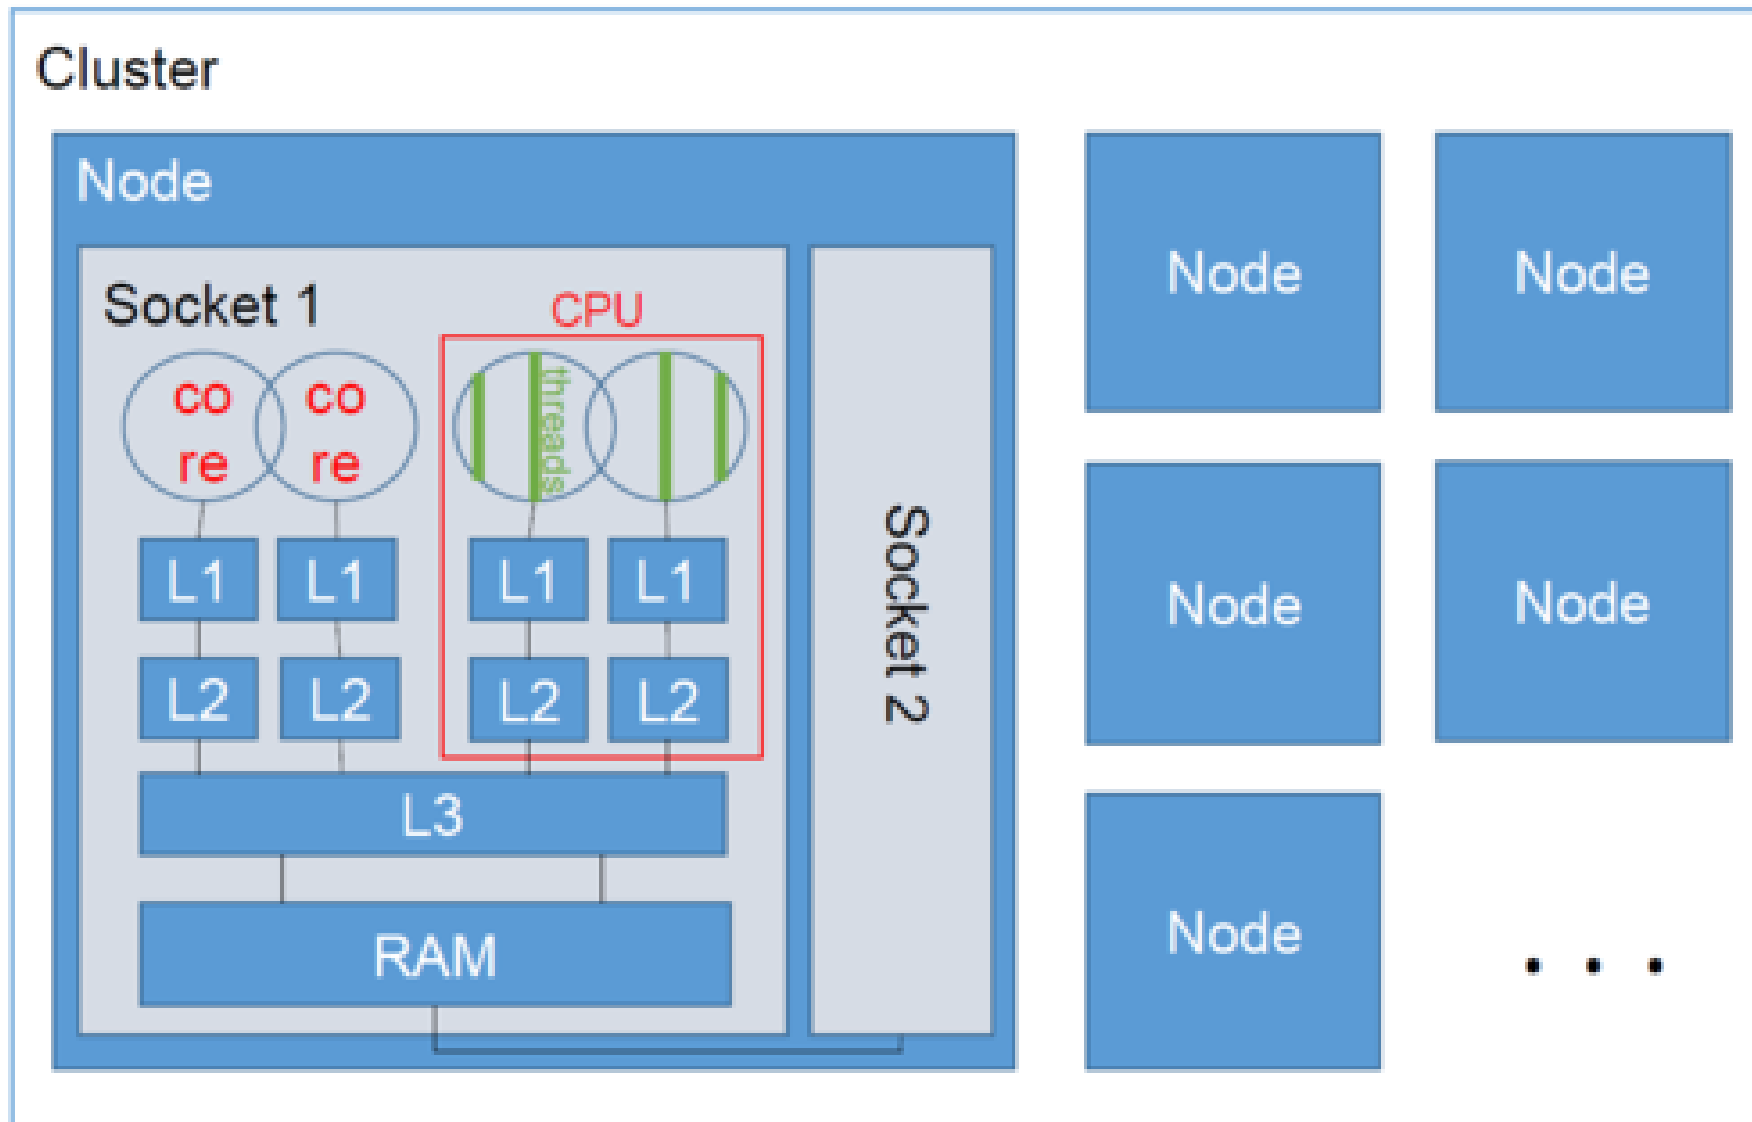 Cluster
Node
Socket 1
CPU
co
re
co
re
threads
L1
L1
L1
L1
L2
L2
L2
L2
L3
RAM
Socket 2
Node
Node
Node
Node
Node
. . .